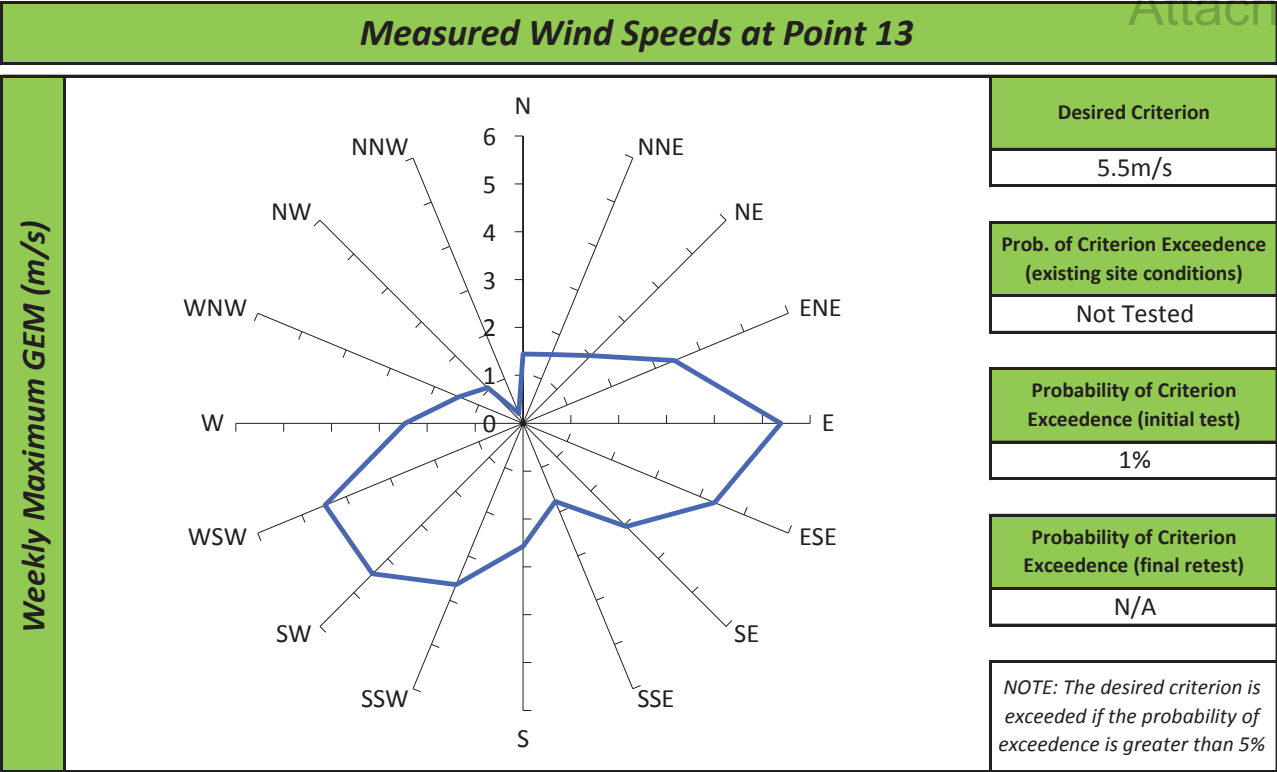 Attach
Measured Wind Speeds at Point 13
Weekly Maximum GEM (m/s)
N
NNE
NE
ENE
E
ESE
SE
SSE
S
SSW
SW
WSW
W
WNW
NW
NNW
6
5
4
3
2
1
0
Desired Criterion
5.5m/s
Prob. of Criterion Exceedence
(existing site conditions)
Not Tested
Probability of Criterion
Exceedence (initial test)
1%
Probability of Criterion
Exceedence (final retest)
N/A
NOTE: The desired criterion is
exceeded if the probability of
exceedence is greater than 5%